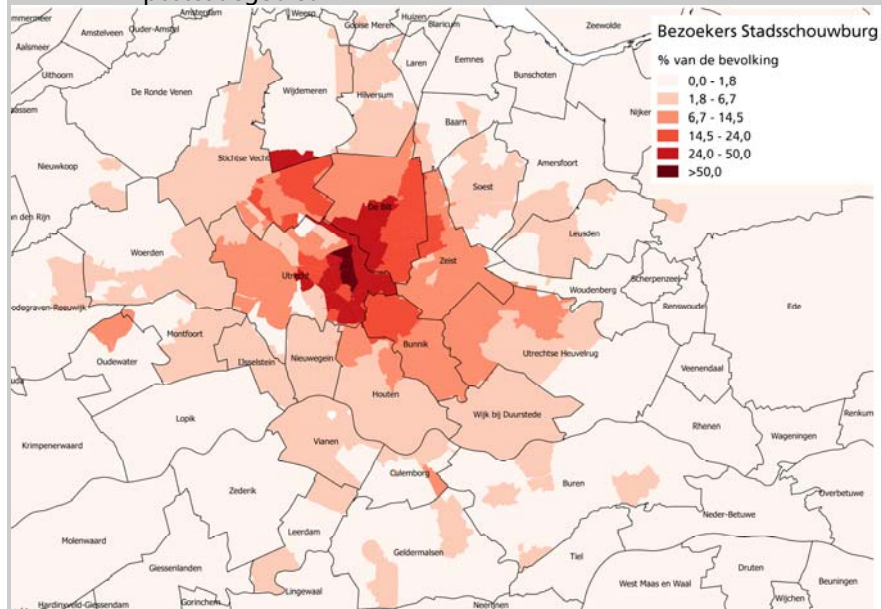 Bezoekers Stadsschouwburg
% van de bevolking
0,0 - 1,8
1,8 - 6,7
6,7 - 14,5
14,5 - 24,0
24,0 - 50,0
>50,0
Amsterdam
Weesp
Huizen
Zeewolde
Amstelveen
Ouder-Amstel
Gooise Meren
Blaricum
Aalsmeer
Laren
Eemnes
Uithoorn
Bunschoten
De Ronde Venen
Wijdemeren
Hilversum
Baarn
Nieuwkoop
Stichtse Vecht
Amersfoort
Soest
De Bilt
Leusden
Woerden
Zeist
Utrecht
Scherpenzeel
Woudenberg
Renswoude
Ede
Montfoort
Bunnik
Oudewater
IJsselstein
Nieuwegein
Utrechtse Heuvelrug
Veenendaal
Houten
Lopik
Wijk bij Duurstede
Renkum
Rhenen
Krimpenerwaard
Vianen
Wageningen
Culemborg
Buren
Zederik
Overbetuwe
Neder-Betuwe
Leerdam
Molenwaard
Geldermalsen
Tiel
Giessenlanden
Druten
West Maas en Waal
Beuningen
Lingewaal
Wijchen
Hardinxveld-Giessendam
Gorinchem
Neerijnen